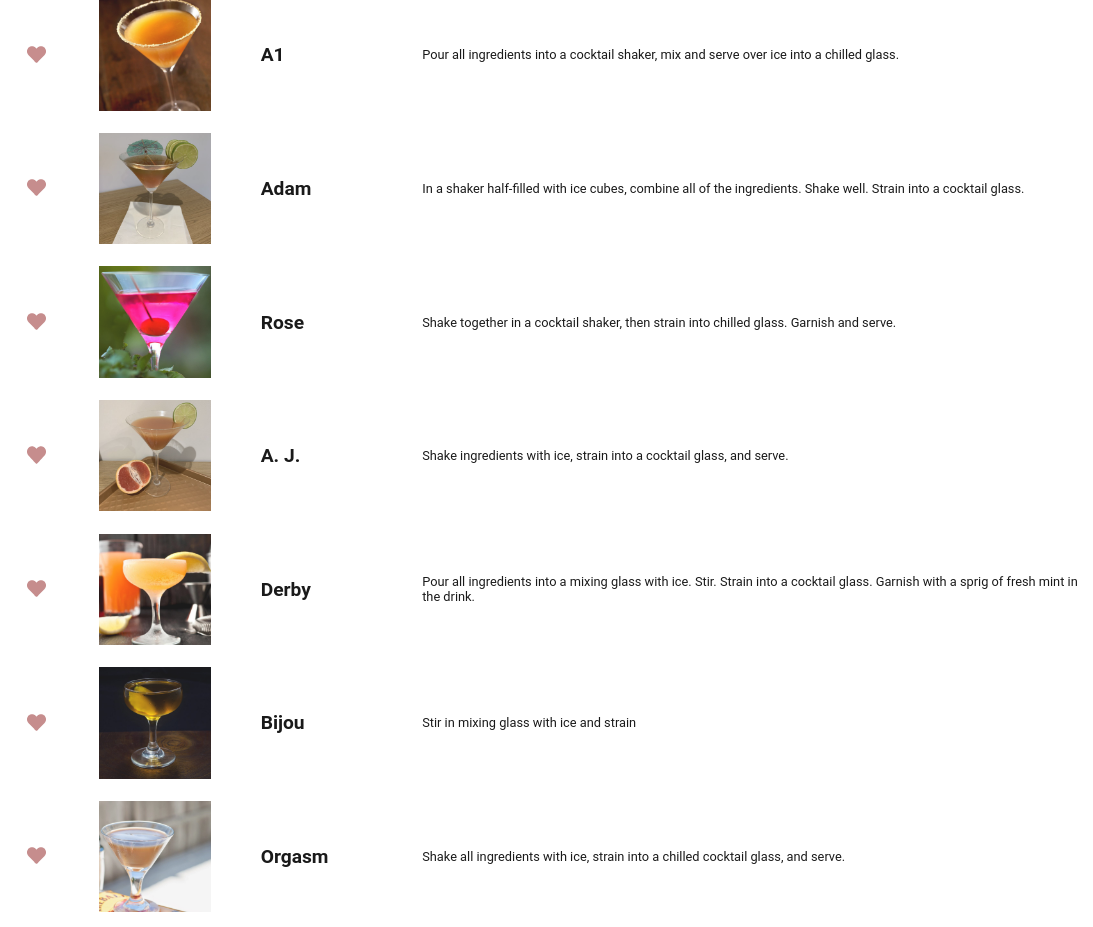 A1
Pour all ingredients into a cocktail shaker, mix and serve over ice into a chilled glass.
Adam
In a shaker half-filled with ice cubes, combine all of the ingredients. Shake well. Strain into a cocktail glass.
Rose
Shake together in a cocktail shaker, then strain into chilled glass. Garnish and serve.
A. J.
Shake ingredients with ice, strain into a cocktail glass, and serve.
Derby
Pour all ingredients into a mixing glass with ice. Stir. Strain into a cocktail glass. Garnish with a sprig of fresh mint in
the drink.
Bijou
Stir in mixing glass with ice and strain
Orgasm
Shake all ingredients with ice, strain into a chilled cocktail glass, and serve.